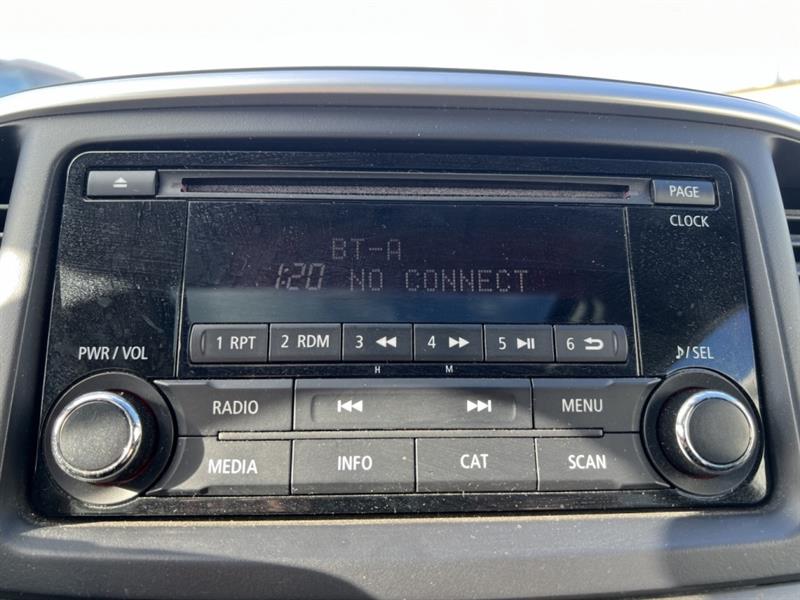 PAGE
CLOCK
BT-A
1:20 NO CONNECT
1 RPT 2 RDM 3 4 5 6
H M
PWR / VOL
/ SEL
RADIO MENU
MEDIA INFO CAT SCAN